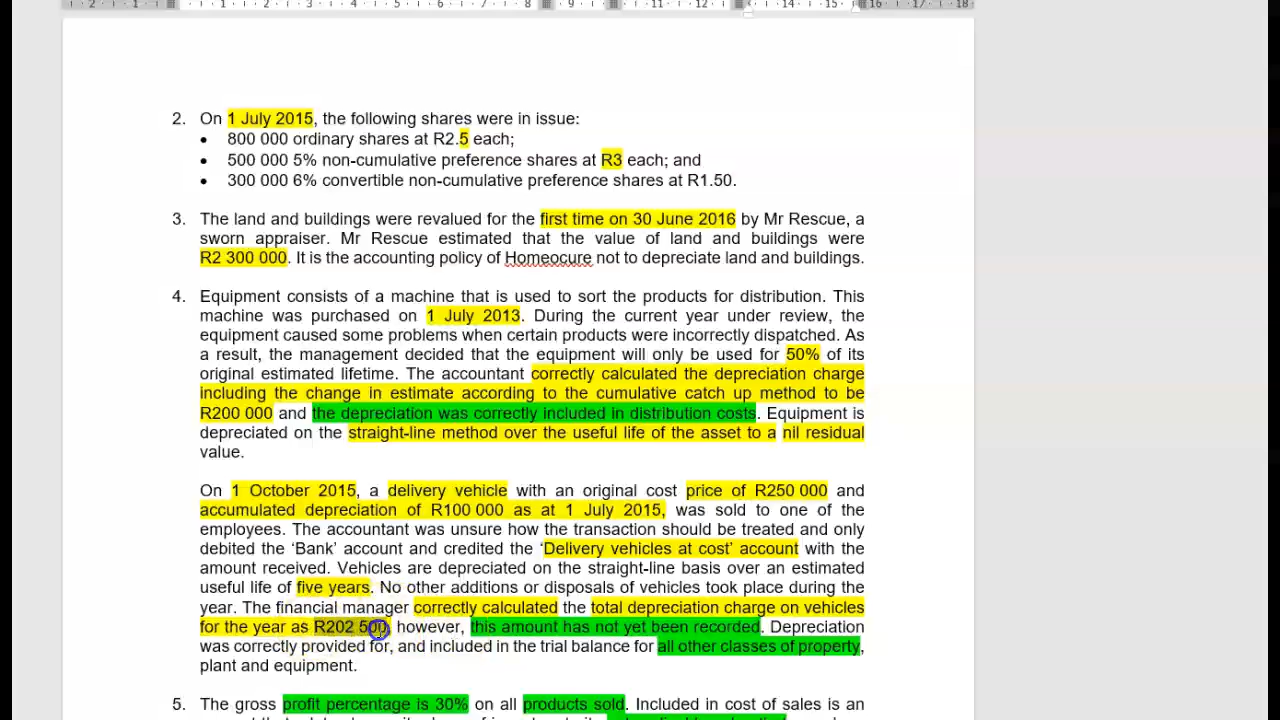 2. On 1 July 2015, the following shares were in issue:
• 800 000 ordinary shares at R2.5 each;
• 500 000 5% non-cumulative preference shares at R3 each; and
• 300 000 6% convertible non-cumulative preference shares at R1.50.
3. The land and buildings were revalued for the first time on 30 June 2016 by Mr Rescue, a
sworn appraiser. Mr Rescue estimated that the value of land and buildings were
R2 300 000. It is the accounting policy of Homeocure not to depreciate land and buildings.
4. Equipment consists of a machine that is used to sort the products for distribution. This
machine was purchased on 1 July 2013. During the current year under review, the
equipment caused some problems when certain products were incorrectly dispatched. As
a result, the management decided that the equipment will only be used for 50% of its
original estimated lifetime. The accountant correctly calculated the depreciation charge
including the change in estimate according to the cumulative catch up method to be
R200 000 and the depreciation was correctly included in distribution costs. Equipment is
depreciated on the straight-line method over the useful life of the asset to a nil residual
value.
On 1 October 2015, a delivery vehicle with an original cost price of R250 000 and
accumulated depreciation of R100 000 as at 1 July 2015, was sold to one of the
employees. The accountant was unsure how the transaction should be treated and only
debited the ‘Bank’ account and credited the ‘Delivery vehicles at cost’ account with the
amount received. Vehicles are depreciated on the straight-line basis over an estimated
useful life of five years. No other additions or disposals of vehicles took place during the
year. The financial manager correctly calculated the total depreciation charge on vehicles
for the year as R202 500, however, this amount has not yet been recorded. Depreciation
was correctly provided for, and included in the trial balance for all other classes of property,
plant and equipment.
5. The gross profit percentage is 30% on all products sold. Included in cost of sales is an